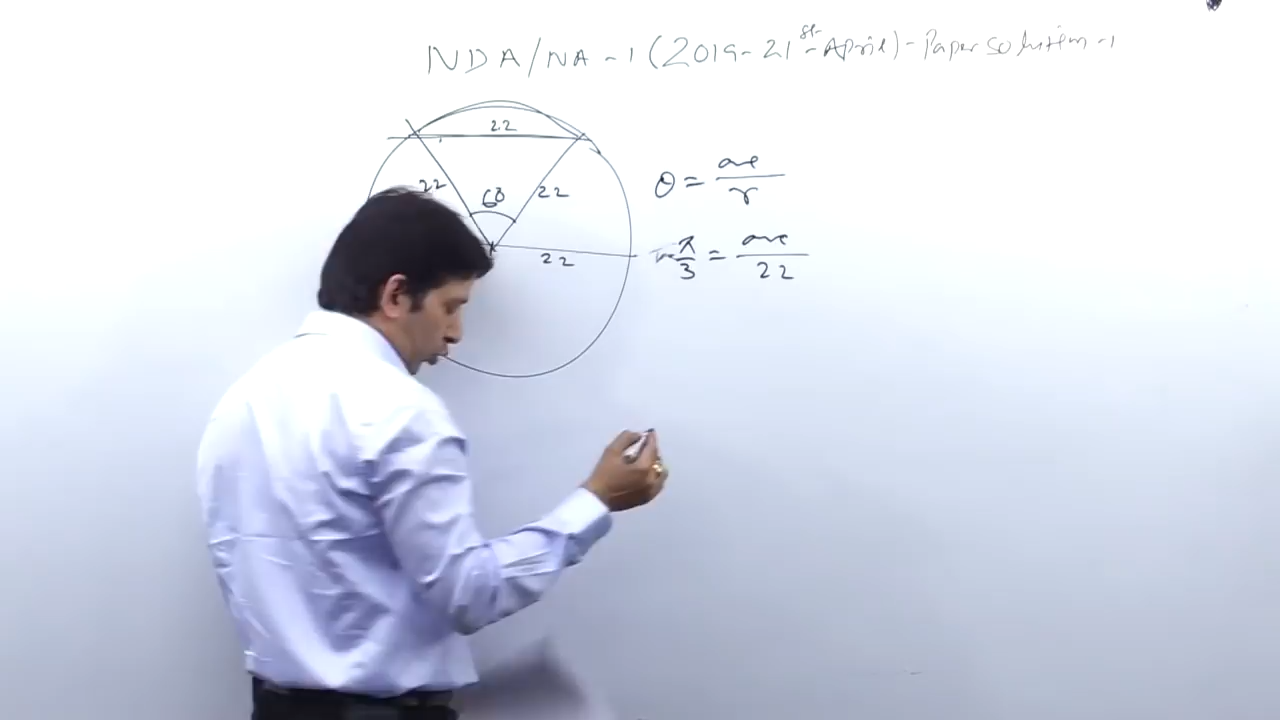 NDA/NA - 1 (2019 - 21st April) - Paper solution - 1
22
22
60
22
22
θ = arc/r
π/3 = arc/22